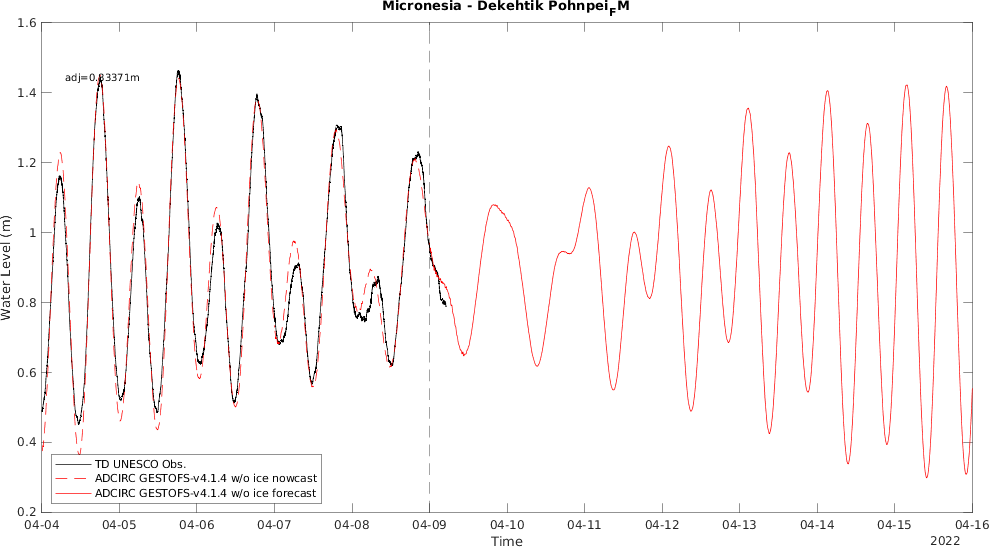 Micronesia - Dekehtik Pohnpei,FM
adj=0.83371m
Water Level (m)
1.6
1.4
1.2
1
0.8
0.6
0.4
0.2
TD UNESCO Obs.
ADCIRC GESTOFS-v4.1.4 w/o ice nowcast
ADCIRC GESTOFS-v4.1.4 w/o ice forecast
04-04 04-05 04-06 04-07 04-08 04-09 04-10 04-11 04-12 04-13 04-14 04-15 04-16
Time
2022